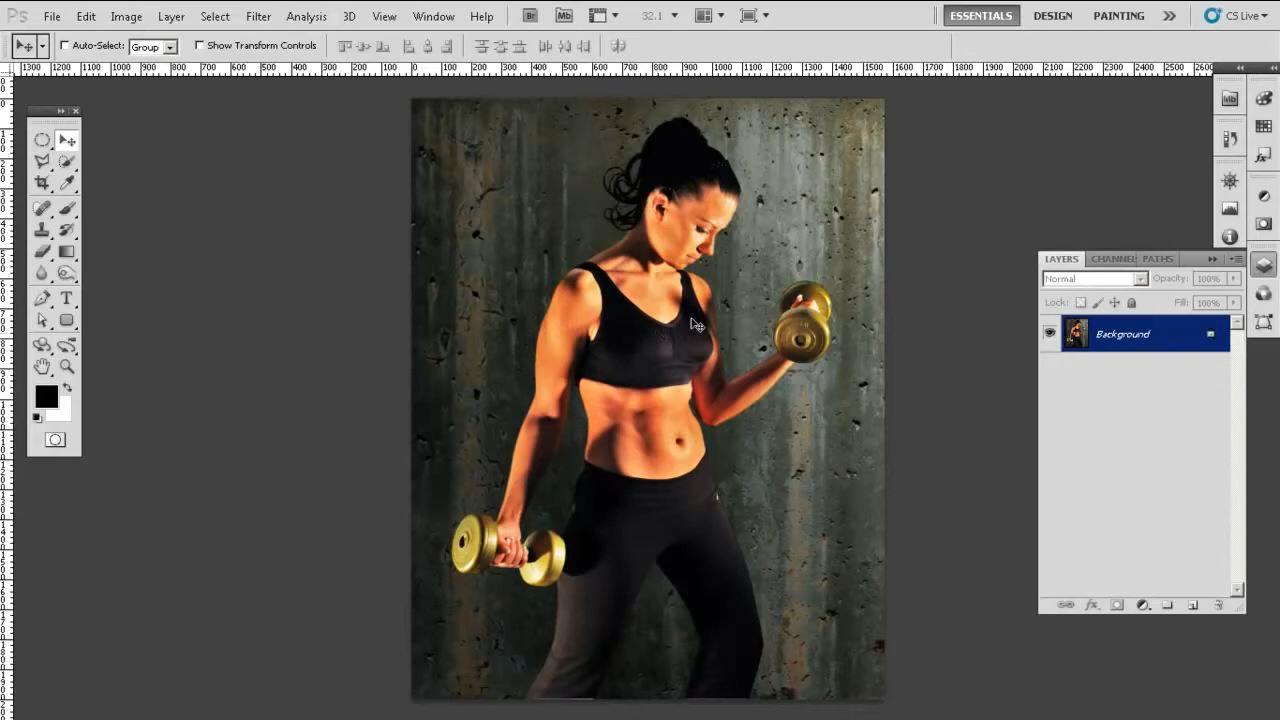 Ps File Edit Image Layer Select Filter Analysis 3D View Window Help Br Mb 32.1 ESSENTIALS DESIGN PAINTING CS Live
Auto-Select: Group Show Transform Controls
1300 1200 1100 1000 900 800 700 600 500 400 300 200 100 0 100 200 300 400 500 600 700 800 900 1000 1100 1200 1300 1400 1500 1600 1700 1800 1900 2000 2100 2200 2300 2400 2500 2600
Mb
LAYERS CHANNEL PATHS
Normal Opacity: 100%
Lock: Fill: 100%
Background